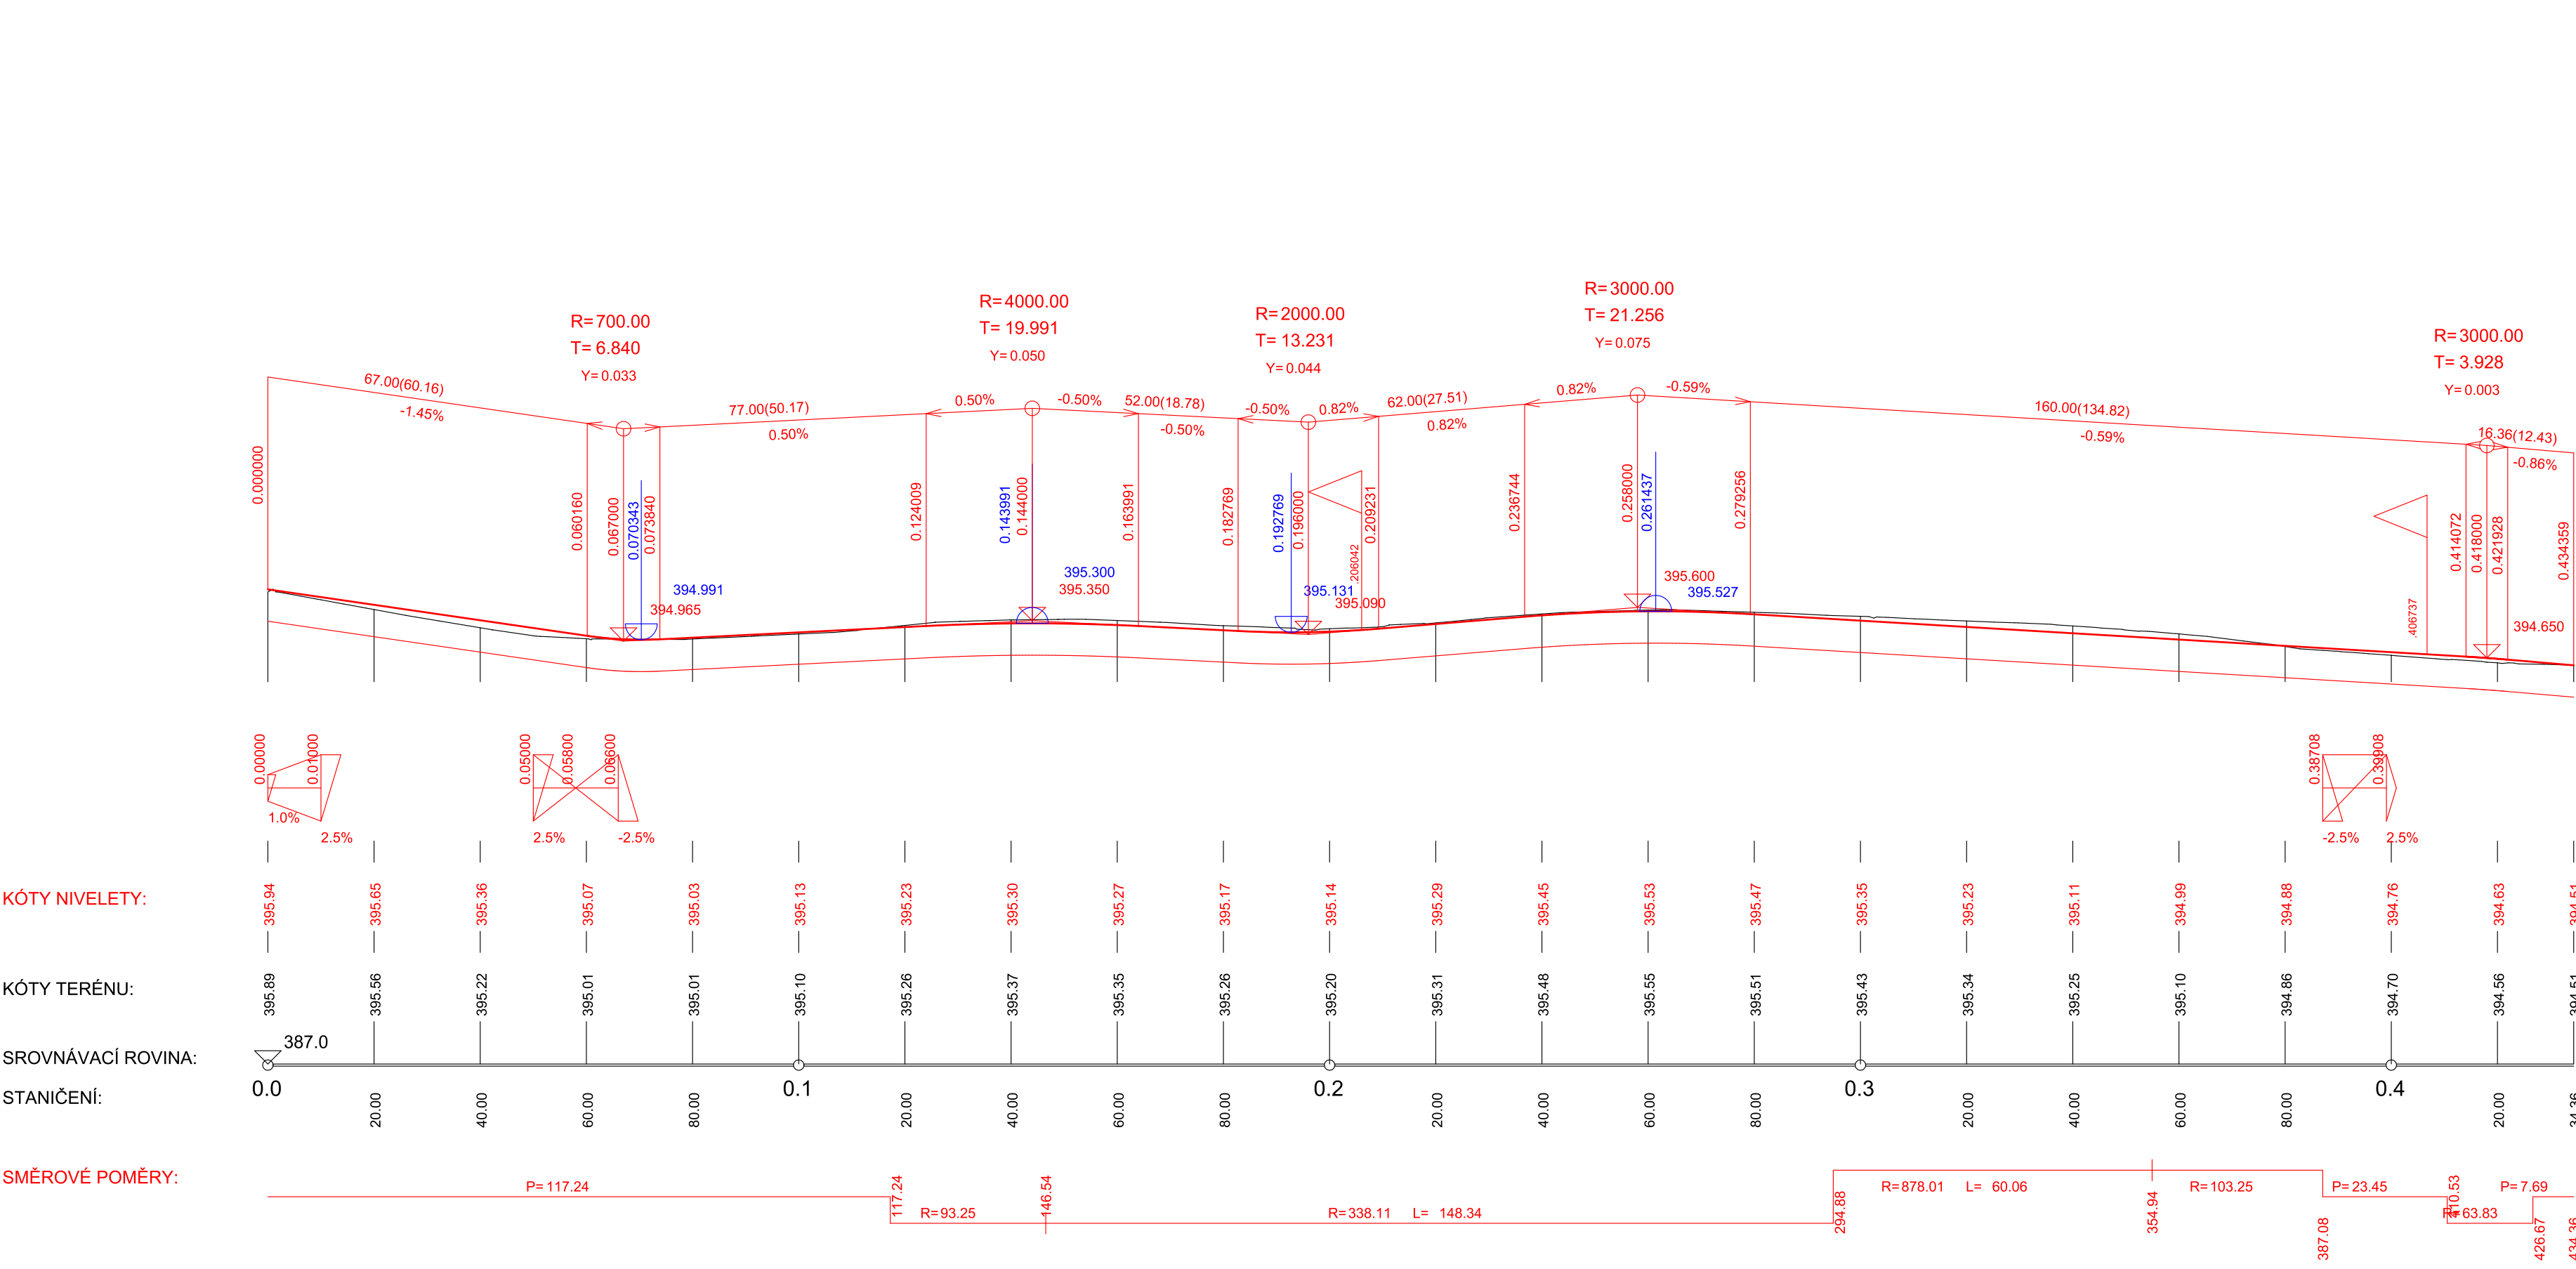 R=3000.00
T= 21.256
Y= 0.075
R=4000.00
T= 19.991
Y= 0.050
R=2000.00
T= 13.231
Y= 0.044
R=700.00
T= 6.840
Y= 0.033
R=3000.00
T= 3.928
Y= 0.003
67.00(60.16)
-1.45%
77.00(50.17)
0.50%
0.50%
-0.50%
52.00(18.78)
-0.50%
-0.50%
0.82%
62.00(27.51)
0.82%
0.82%
-0.59%
160.00(134.82)
-0.59%
16.36(12.43)
-0.86%
0.000000
0.060160
0.067000
0.070343
0.073840
0.124009
0.143991
0.144000
0.163991
0.182769
0.192769
0.196000
.206042
0.209231
0.236744
0.258000
0.261437
0.279256
.406737
0.414072
0.418000
0.421928
0.434359
394.991
394.965
395.300
395.350
395.131
395.090
395.600
395.527
394.650
0.00000 0.01000 0.05000 0.05800 0.06600 0.38708 0.39908
1.0% 2.5% 2.5% -2.5% -2.5% 2.5%
KÓTY NIVELETY: 395.94 395.65 395.36 395.07 395.03 395.13 395.23 395.30 395.27 395.17 395.14 395.29 395.45 395.53 395.47 395.35 395.23 395.11 394.99 394.88 394.76 394.63 394.51
KÓTY TERÉNU: 395.89 395.56 395.22 395.01 395.01 395.10 395.26 395.37 395.35 395.26 395.20 395.31 395.48 395.55 395.51 395.43 395.34 395.25 395.10 394.86 394.70 394.56 394.51
387.0
SROVNÁVACÍ ROVINA:
0.0 0.1 0.2 0.3 0.4
STANIČENÍ: 20.00 40.00 60.00 80.00 20.00 40.00 60.00 80.00 20.00 40.00 60.00 80.00 20.00 40.00 60.00 80.00 20.00 34.36
SMĚROVÉ POMĚRY:
P= 117.24
117.24
R= 93.25
146.54
R=338.11 L= 148.34
294.88
R=878.01 L= 60.06
354.94
R=103.25
387.08
P= 23.45
410.53
R= 63.83
426.67
P= 7.69
434.36